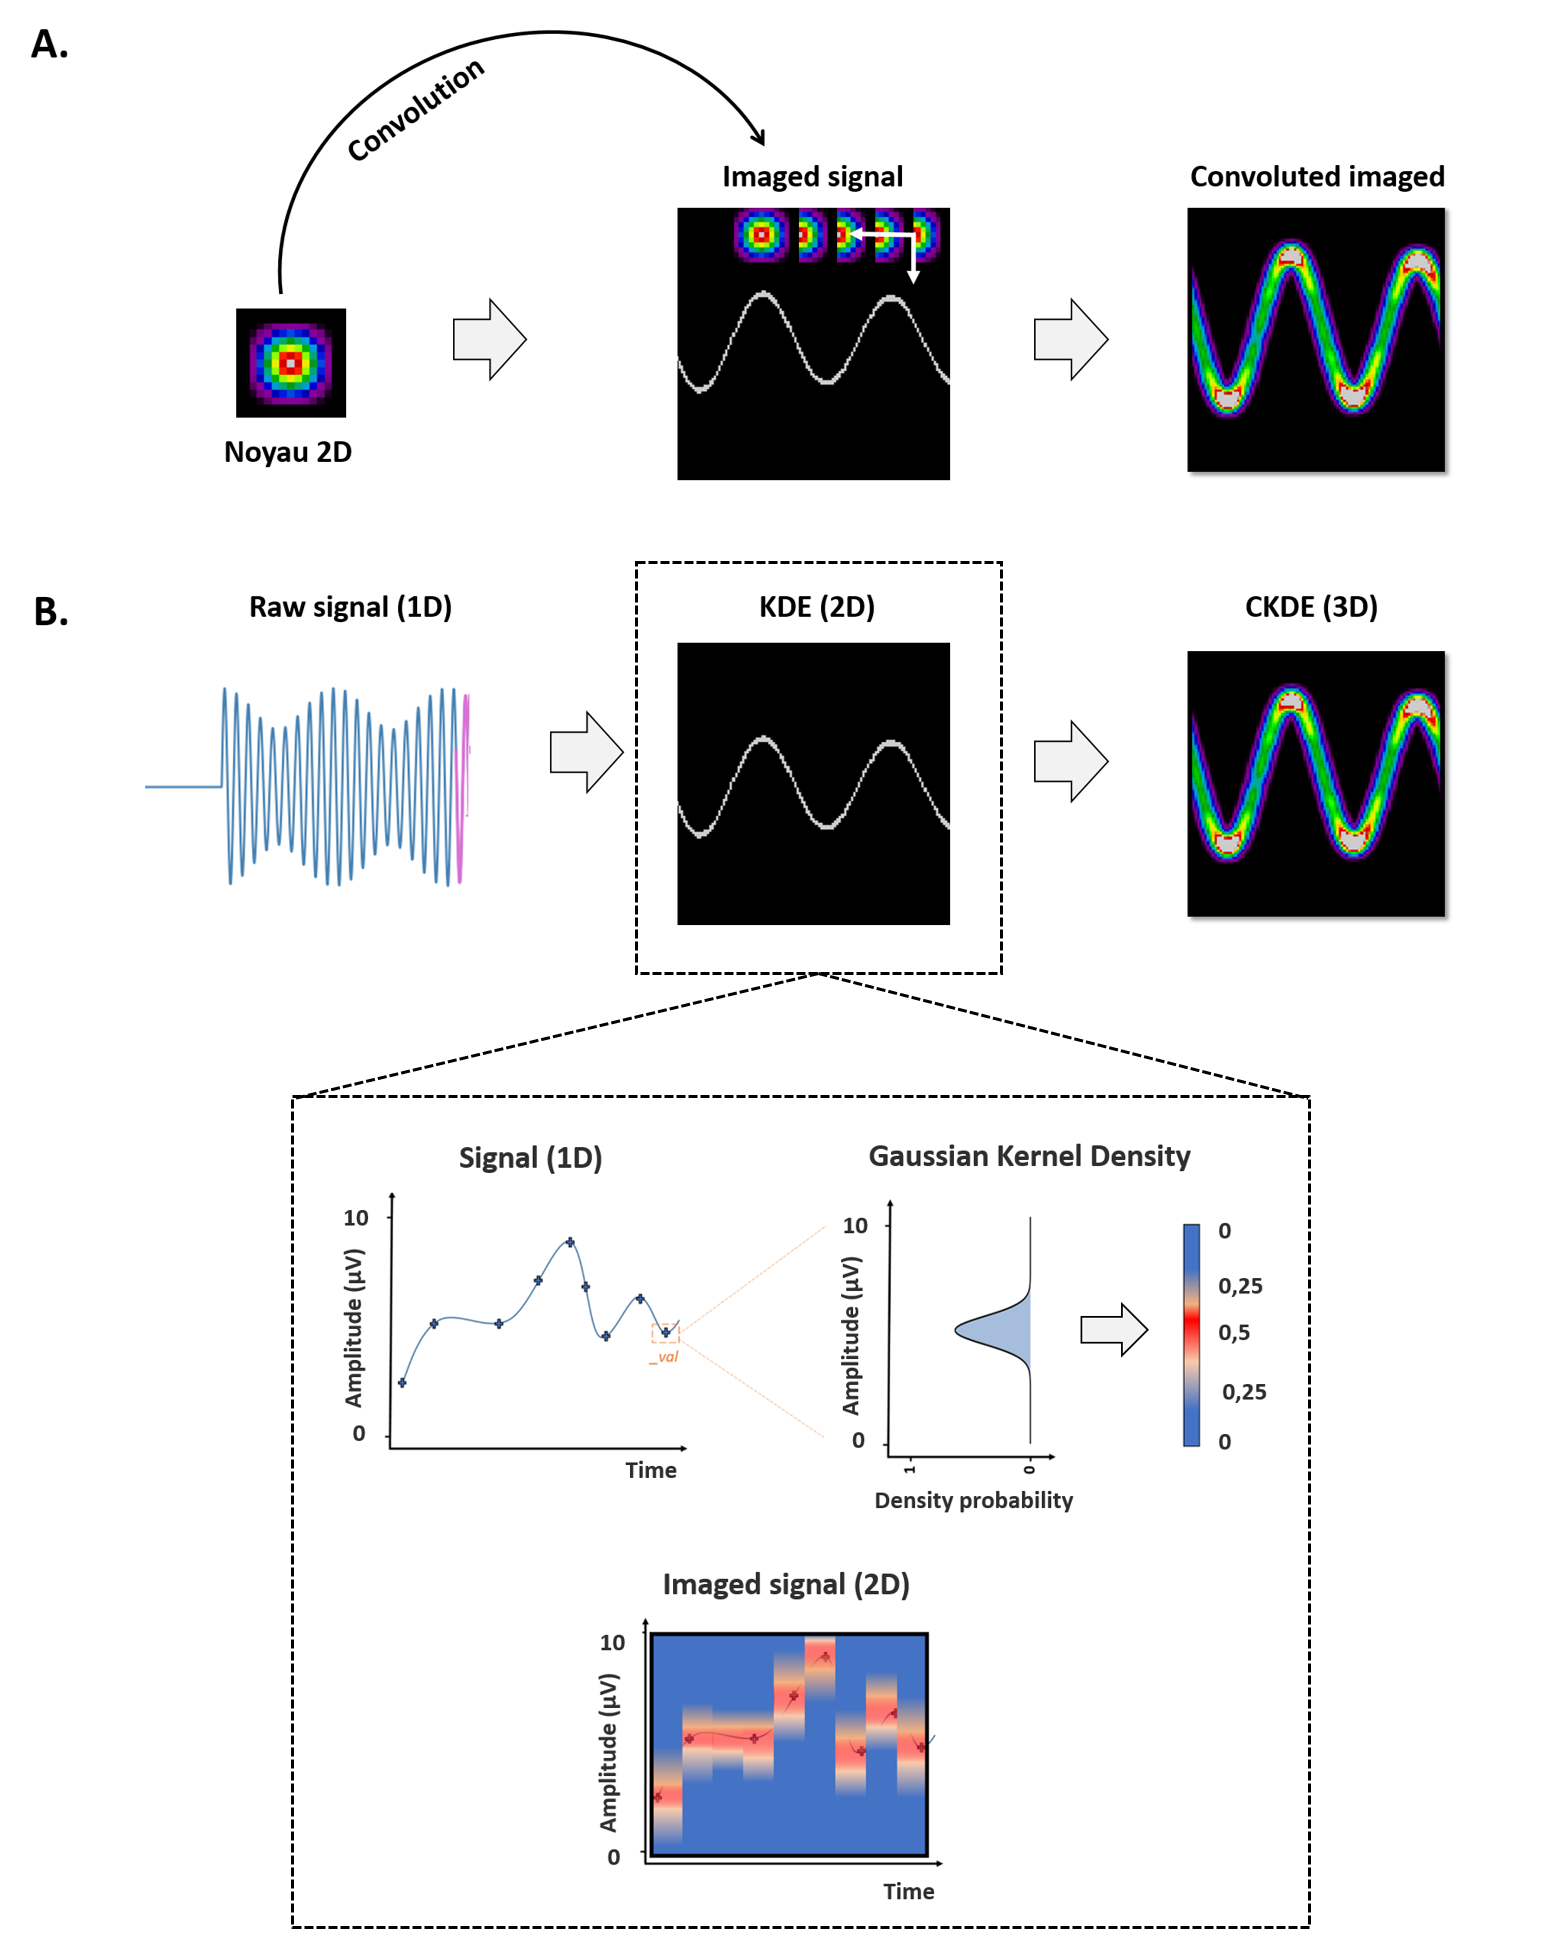 A.
Convolution
Imaged signal
Convoluted imaged
Noyau 2D
B.
Raw signal (1D)
KDE (2D)
CKDE (3D)
Signal (1D)
Gaussian Kernel Density
10
Amplitude (µV)
0
_val
Time
10
Amplitude (µV)
0
1
0
Density probability
0
0,25
0,5
0,25
0
Imaged signal (2D)
10
Amplitude (µV)
0
Time